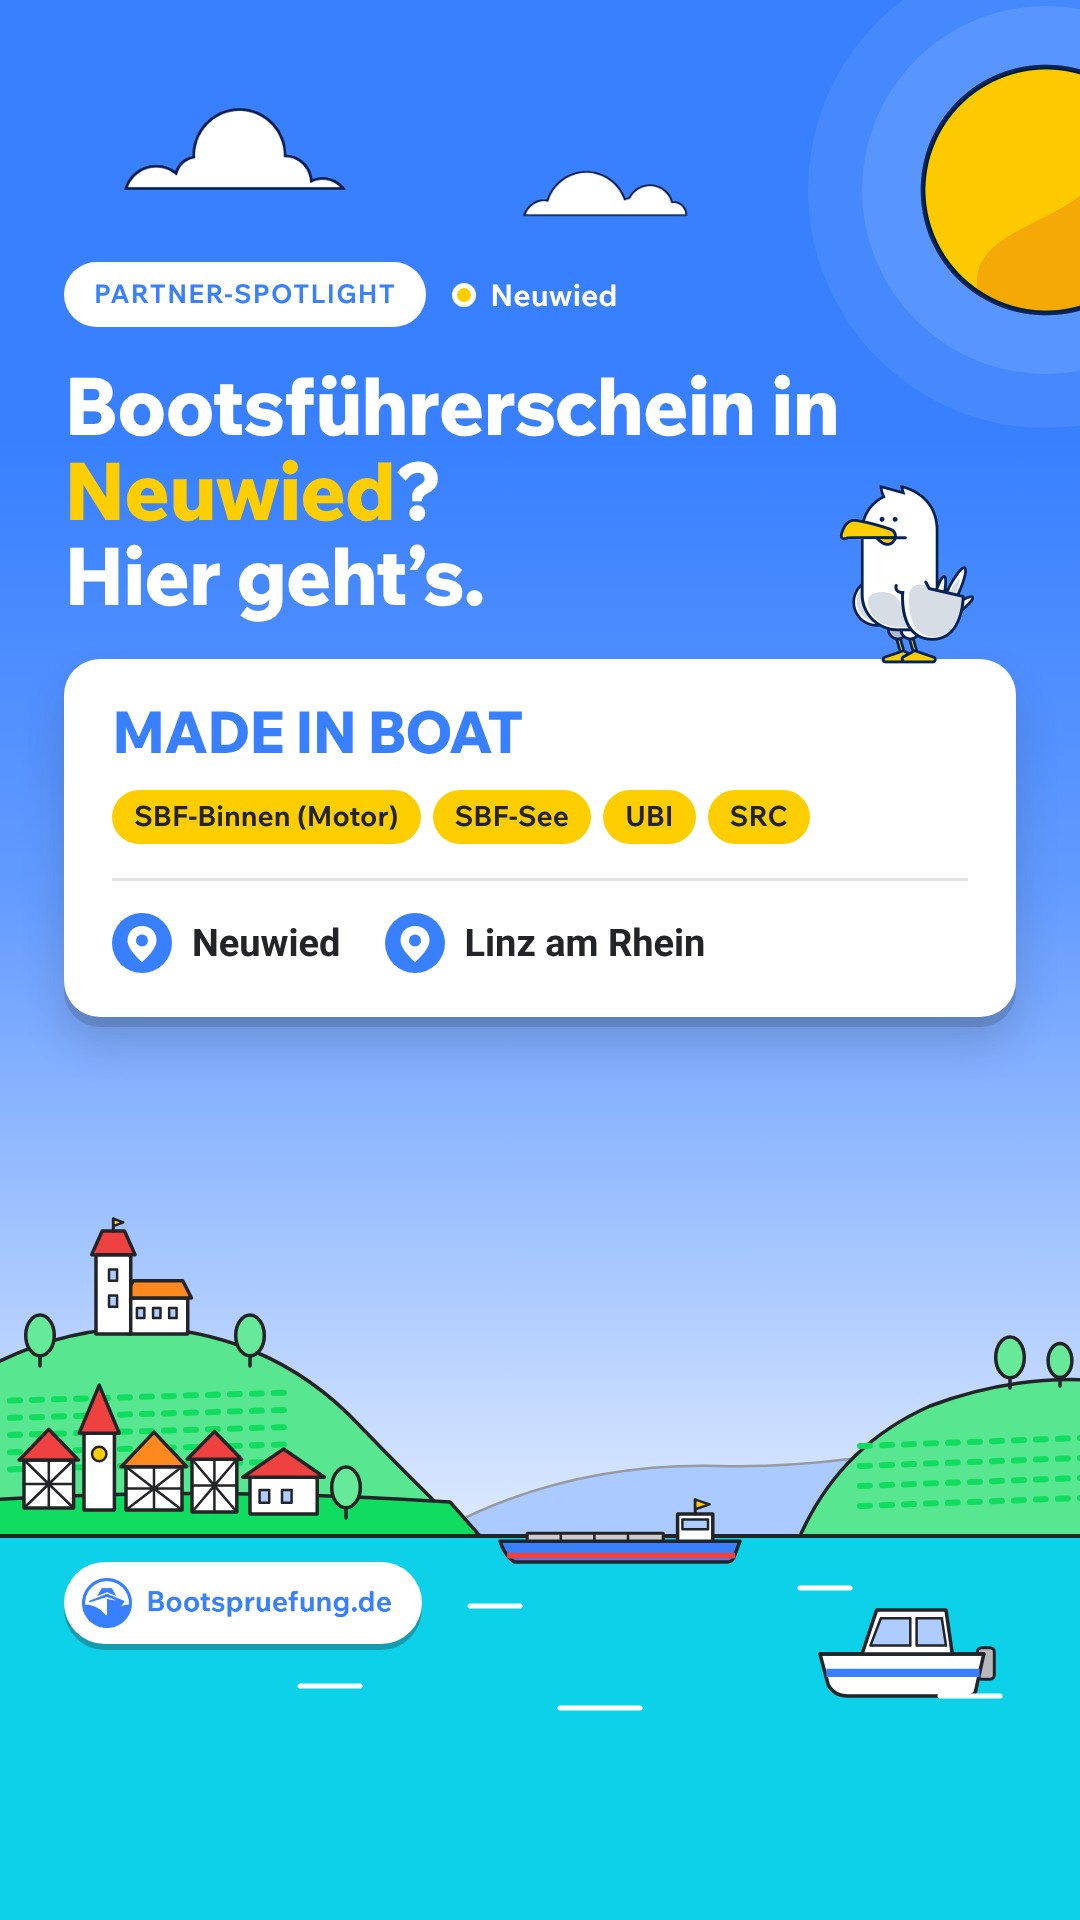 PARTNER-SPOTLIGHT
Neuwied
Bootsführerschein in
Neuwied?
Hier geht’s.
MADE IN BOAT
SBF-Binnen (Motor) SBF-See UBI SRC
Neuwied Linz am Rhein
Bootspruefung.de